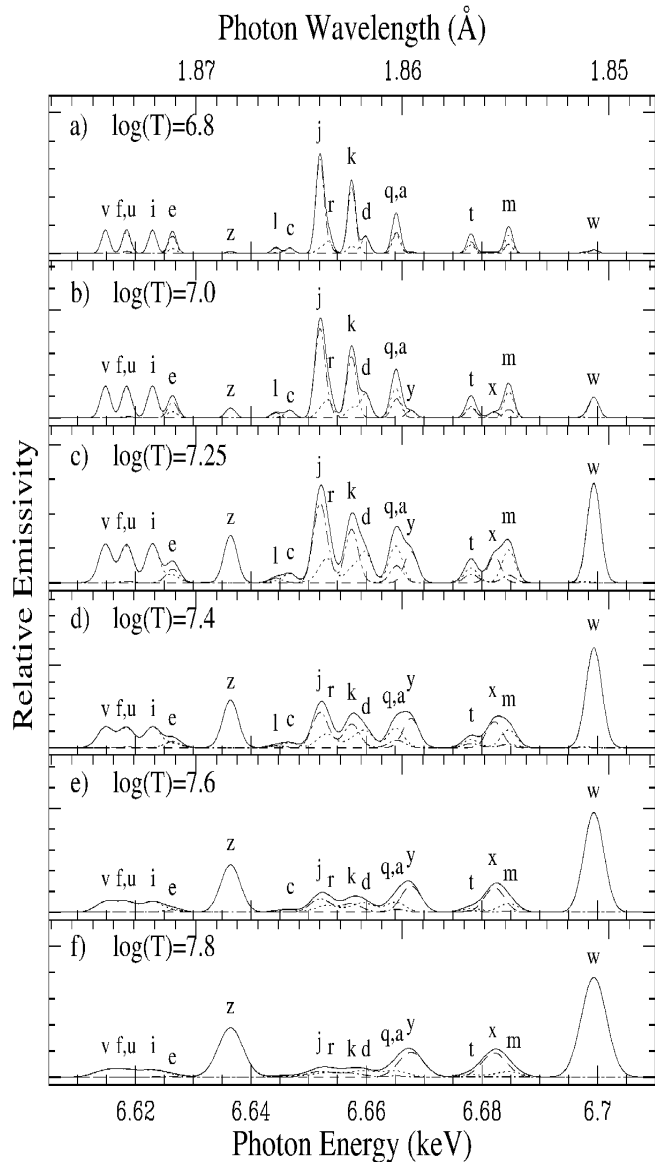 Photon Wavelength (Å)
1.87 1.86 1.85
a) log(T)=6.8
v f,u i e z l c j r k d q,a t m w
b) log(T)=7.0
v f,u i e z l c j r k d q,a y t x m w
c) log(T)=7.25
v f,u i e z l c j r k d q,a y t x m w
d) log(T)=7.4
v f,u i e z l c j r k d q,a y t x m w
e) log(T)=7.6
v f,u i e z c j r k d q,a y t x m w
f) log(T)=7.8
v f,u i e z j r k d q,a y t x m w
Relative Emissivity
6.62 6.64 6.66 6.68 6.7
Photon Energy (keV)